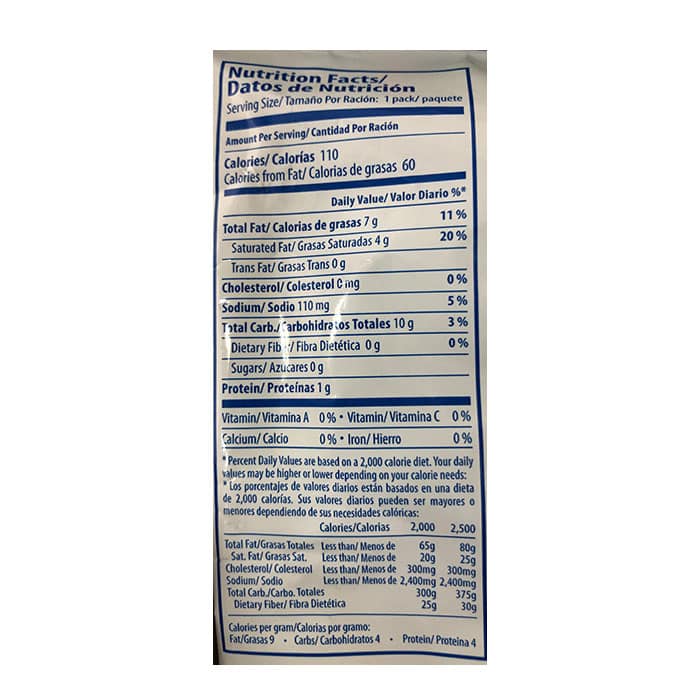 Nutrition Facts/
Datos de Nutrición
Serving Size/ Tamaño Por Ración: 1 pack/ paquete
Amount Per Serving/ Cantidad Por Ración
Calories/ Calorías 110
Calories from Fat/ Calorias de grasas 60
Daily Value/ Valor Diario %*
Total Fat/ Calorias de grasas 7 g 11 %
Saturated Fat/ Grasas Saturadas 4 g 20 %
Trans Fat/ Grasas Trans 0 g
Cholesterol/ Colesterol 0 mg 0 %
Sodium/ Sodio 110 mg 5 %
Total Carb./ Carbohidratos Totales 10 g 3 %
Dietary Fiber/ Fibra Dietética 0 g 0 %
Sugars/ Azúcares 0 g
Protein/ Proteínas 1 g
Vitamin/ Vitamina A 0 % • Vitamin/ Vitamina C 0 %
Calcium/ Calcio 0 % • Iron/ Hierro 0 %
*Percent Daily Values are based on a 2,000 calorie diet. Your daily
values may be higher or lower depending on your calorie needs:
* Los porcentajes de valores diarios están basados en una dieta
de 2,000 calorías. Sus valores diarios pueden ser mayores o
menores dependiendo de sus necesidades calóricas:
Calories/Calorias 2,000 2,500
Total Fat/Grasas Totales Less than/ Menos de 65g 80g
Sat. Fat/ Grasas Sat. Less than/ Menos de 20g 25g
Cholesterol/ Colesterol Less than/ Menos de 300mg 300mg
Sodium/ Sodio Less than/ Menos de 2,400mg 2,400mg
Total Carb./Carbo. Totales 300g 375g
Dietary Fiber/ Fibra Dietética 25g 30g
Calories per gram/Calorias por gramo:
Fat/Grasas 9 • Carbs/ Carbohidratos 4 • Protein/ Proteina 4